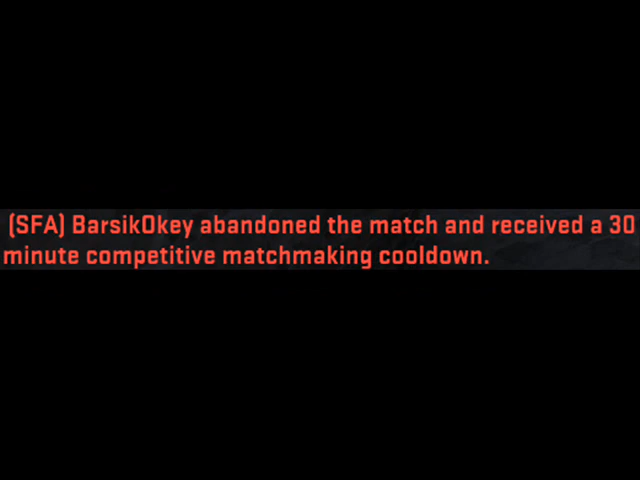 (SFA) BarsikOkey abandoned the match and received a 30
minute competitive matchmaking cooldown.